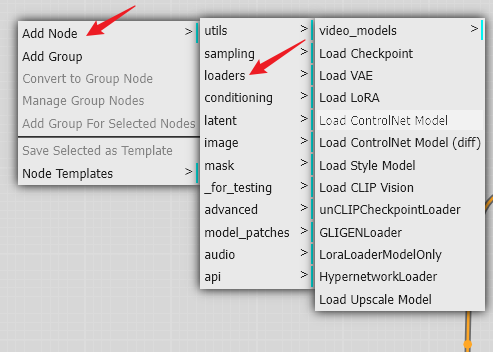 Add Node >
Add Group
Convert to Group Node
Manage Group Nodes
Add Group For Selected Nodes
Save Selected as Template
Node Templates >
utils >
sampling >
loaders >
conditioning >
latent >
image >
mask >
_for_testing >
advanced >
model_patches >
audio >
api >
video_models >
Load Checkpoint
Load VAE
Load LoRA
Load ControlNet Model
Load ControlNet Model (diff)
Load Style Model
Load CLIP Vision
unCLIPCheckpointLoader
GLIGENLoader
LoraLoaderModelOnly
HypernetworkLoader
Load Upscale Model